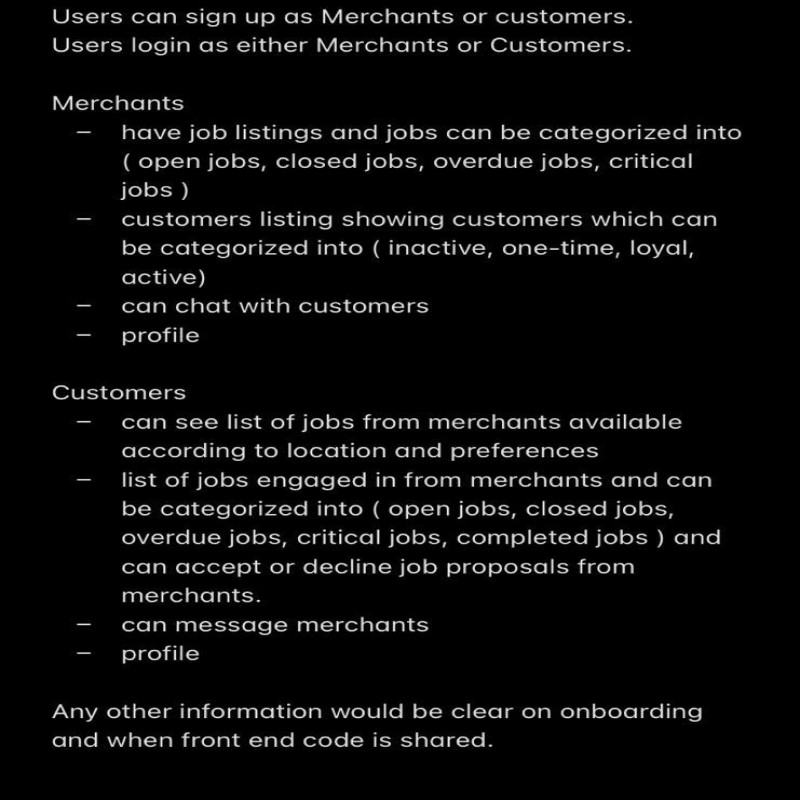 Users can sign up as Merchants or customers.
Users login as either Merchants or Customers.
Merchants
– have job listings and jobs can be categorized into
( open jobs, closed jobs, overdue jobs, critical
jobs )
– customers listing showing customers which can
be categorized into ( inactive, one-time, loyal,
active)
– can chat with customers
– profile
Customers
– can see list of jobs from merchants available
according to location and preferences
– list of jobs engaged in from merchants and can
be categorized into ( open jobs, closed jobs,
overdue jobs, critical jobs, completed jobs ) and
can accept or decline job proposals from
merchants.
– can message merchants
– profile
Any other information would be clear on onboarding
and when front end code is shared.